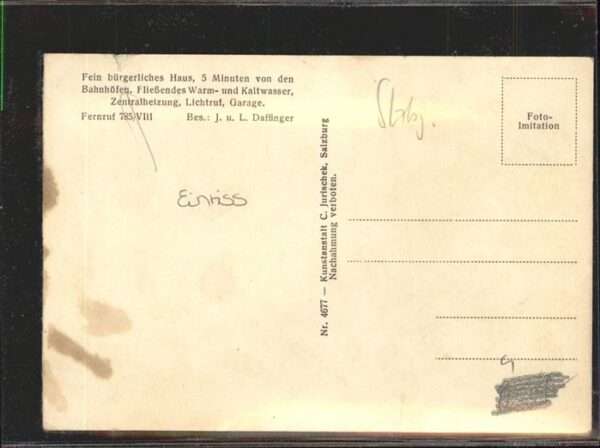 Fein bürgerliches Haus, 5 Minuten von den
Bahnhöfen, Fließendes Warm- und Kaltwasser,
Zentralheizung, Lichtruf, Garage.
Fernruf 785/VIII Bes.: J. u. L. Daffinger
Einriss
Nr. 4677 — Kunstanstalt C. Jurischek, Salzburg
Nachahmung verboten.
Foto-
Imitation